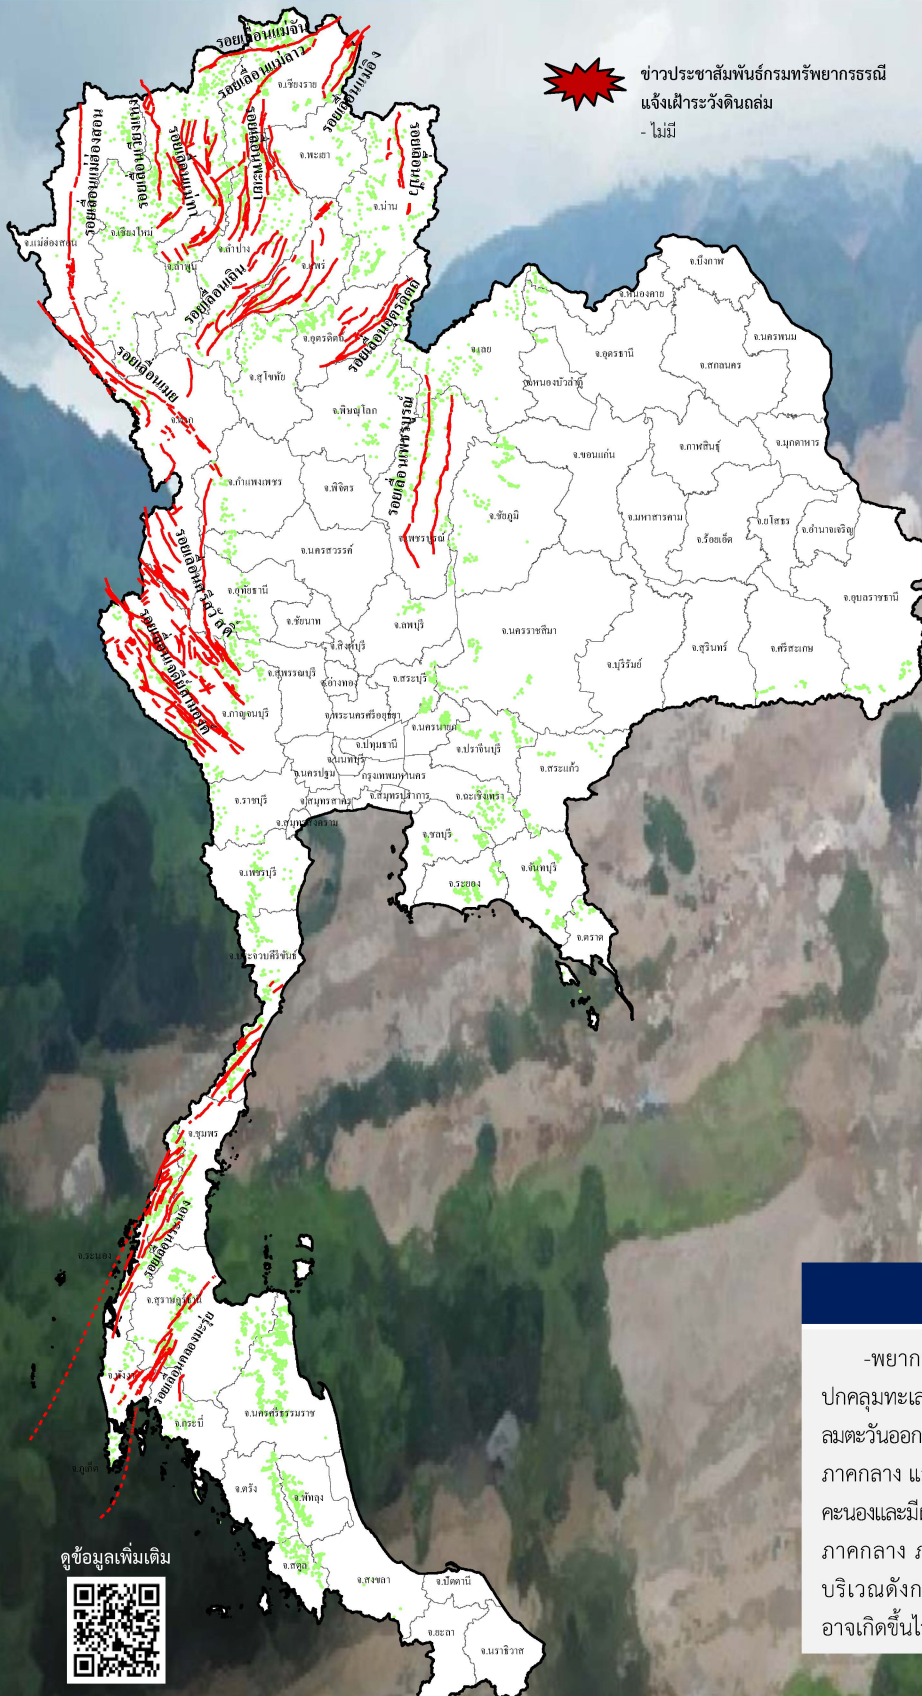 รอยเลื่อนแม่จัน
ข่าวประชาสัมพันธ์กรมทรัพยากรธรณี
แจ้งเฝ้าระวังดินถล่ม
- ไม่มี
รอยเลื่อนแม่ลาว
จ.เชียงราย
รอยเลื่อนแม่อิง
รอยเลื่อนแม่ฮ่องสอน
รอยเลื่อนแม่ทา
รอยเลื่อนพะเยา
จ.พะเยา
รอยเลื่อนปัว
จ.น่าน
จ.แม่ฮ่องสอน
จ.เชียงใหม่
จ.ลำปาง
จ.ลำพูน
จ.แพร่
รอยเลื่อนเถิน
จ.บึงกาฬ
จ.หนองคาย
รอยเลื่อนอุตรดิตถ์
จ.อุตรดิตถ์
จ.เลย
จ.อุดรธานี
จ.นครพนม
จ.สกลนคร
รอยเลื่อนเมย
จ.สุโขทัย
จ.หนองบัวลำภู
จ.ตาก
จ.พิษณุโลก
รอยเลื่อนเพชรบูรณ์
จ.ขอนแก่น
จ.กาฬสินธุ์
จ.มุกดาหาร
จ.กำแพงเพชร
จ.พิจิตร
จ.ชัยภูมิ
จ.มหาสารคาม
จ.ยโสธร
จ.อำนาจเจริญ
จ.ร้อยเอ็ด
จ.เพชรบูรณ์
จ.นครสวรรค์
รอยเลื่อนศรีสวัสดิ์
จ.อุทัยธานี
จ.อุบลราชธานี
จ.ชัยนาท
จ.ลพบุรี
จ.นครราชสีมา
รอยเลื่อนเจดีย์สามองค์
จ.สิงห์บุรี
จ.สุรินทร์
จ.ศรีสะเกษ
จ.บุรีรัมย์
จ.สุพรรณบุรี
จ.อ่างทอง
จ.สระบุรี
จ.กาญจนบุรี
จ.พระนครศรีอยุธยา
จ.นครนายก
จ.ปทุมธานี
จ.ปราจีนบุรี
จ.นนทบุรี
จ.สระแก้ว
จ.นครปฐม
กรุงเทพมหานคร
จ.ราชบุรี
จ.สมุทรสาคร
จ.สมุทรปราการ
จ.ฉะเชิงเทรา
จ.สมุทรสงคราม
จ.ชลบุรี
จ.เพชรบุรี
จ.จันทบุรี
จ.ระยอง
จ.ตราด
จ.ประจวบคีรีขันธ์
จ.ชุมพร
รอยเลื่อนระนอง
จ.ระนอง
จ.สุราษฎร์ธานี
รอยเลื่อนคลองมะรุ่ย
จ.พังงา
จ.กระบี่
จ.นครศรีธรรมราช
จ.ภูเก็ต
จ.ตรัง
จ.พัทลุง
จ.สตูล
จ.สงขลา
จ.ปัตตานี
จ.ยะลา
จ.นราธิวาส
ดูข้อมูลเพิ่มเติม
-พยาก
ปกคลุมทะเล
ลมตะวันออก
ภาคกลาง แ
คะนองและมี
ภาคกลาง ภ
บริเวณดังก
อาจเกิดขึ้นไ